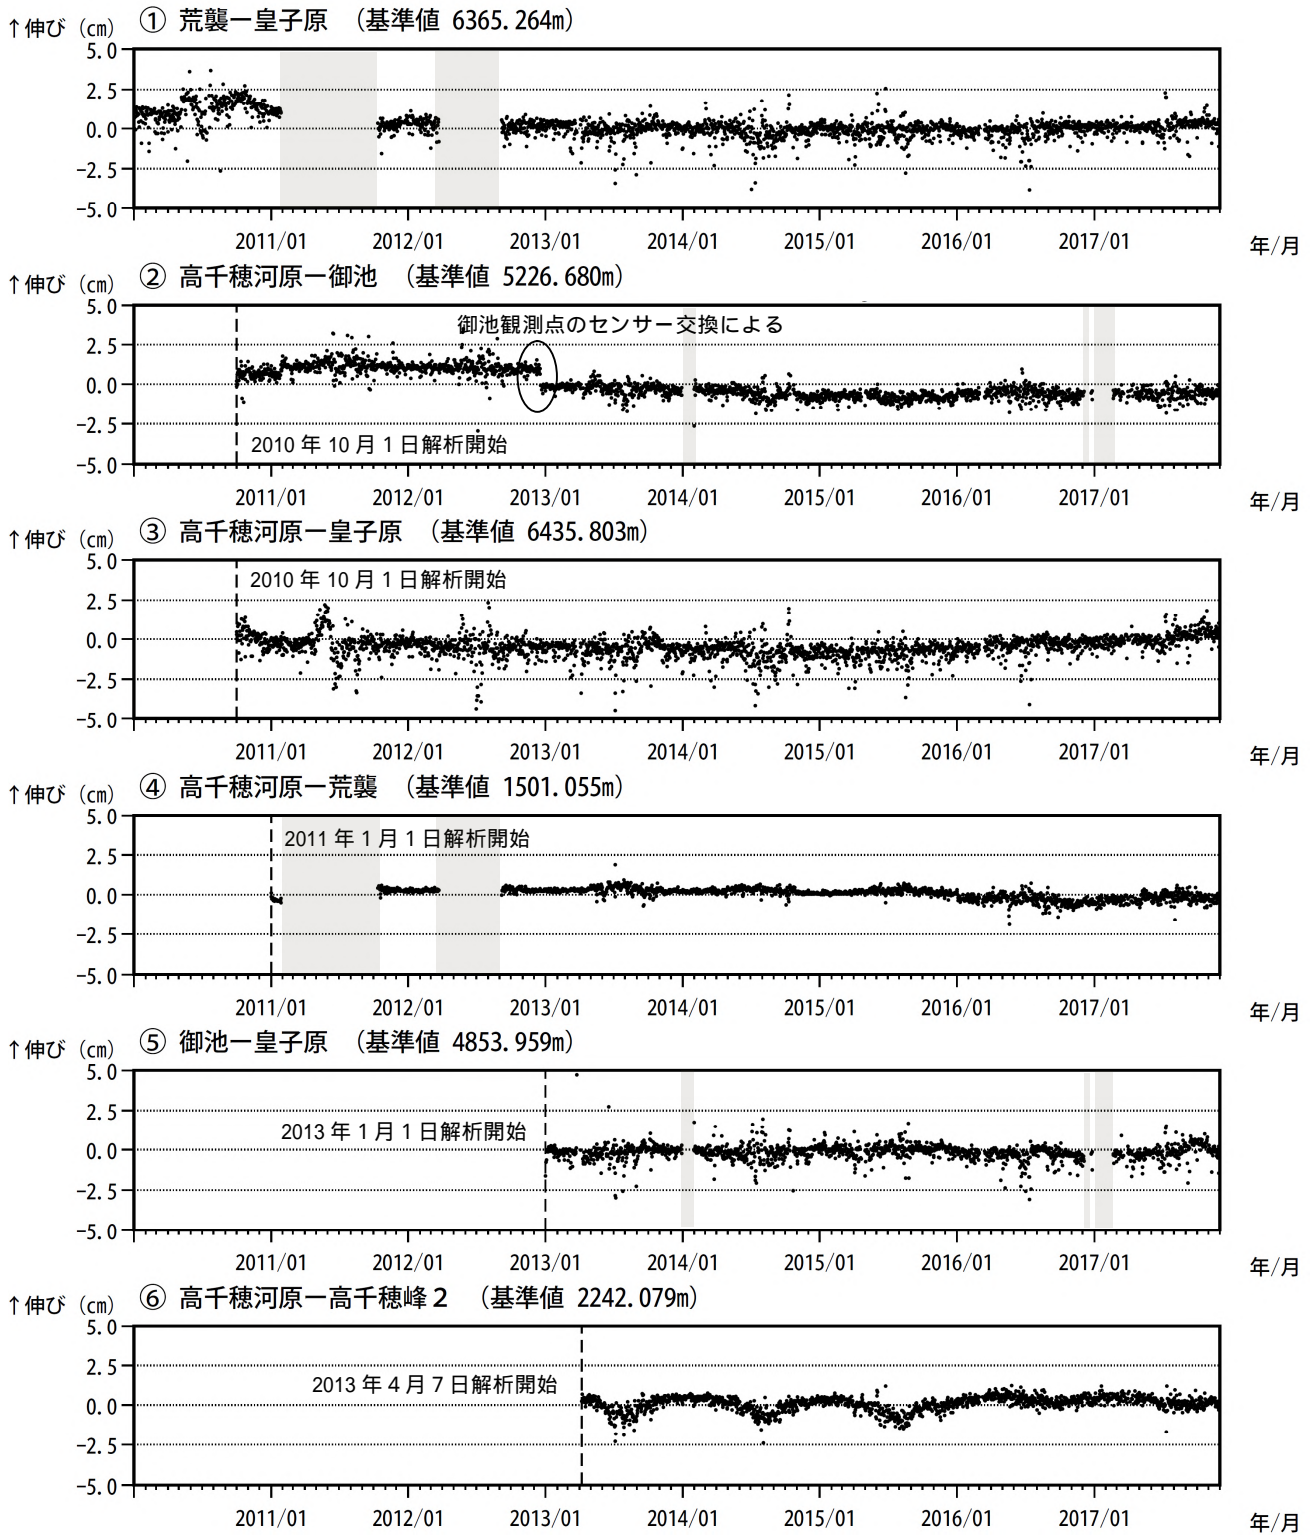 ① 荒襲ー皇子原 （基準値 6365.264m）
↑伸び（cm）
5.0
2.5
0.0
−2.5
−5.0
2011/01 2012/01 2013/01 2014/01 2015/01 2016/01 2017/01
年/月
② 高千穂河原ー御池 （基準値 5226.680m）
↑伸び（cm）
5.0
御池観測点のセンサー交換による
2.5
0.0
−2.5
2010 年 10 月 1 日解析開始
−5.0
2011/01 2012/01 2013/01 2014/01 2015/01 2016/01 2017/01
年/月
③ 高千穂河原ー皇子原 （基準値 6435.803m）
↑伸び（cm）
5.0
2010 年 10 月 1 日解析開始
2.5
0.0
−2.5
−5.0
2011/01 2012/01 2013/01 2014/01 2015/01 2016/01 2017/01
年/月
④ 高千穂河原ー荒襲 （基準値 1501.055m）
↑伸び（cm）
5.0
2011 年 1 月 1 日解析開始
2.5
0.0
−2.5
−5.0
2011/01 2012/01 2013/01 2014/01 2015/01 2016/01 2017/01
年/月
⑤ 御池ー皇子原 （基準値 4853.959m）
↑伸び（cm）
5.0
2.5
2013 年 1 月 1 日解析開始
0.0
−2.5
−5.0
2011/01 2012/01 2013/01 2014/01 2015/01 2016/01 2017/01
年/月
⑥ 高千穂河原ー高千穂峰２ （基準値 2242.079m）
↑伸び（cm）
5.0
2.5
2013 年 4 月 7 日解析開始
0.0
−2.5
−5.0
2011/01 2012/01 2013/01 2014/01 2015/01 2016/01 2017/01
年/月